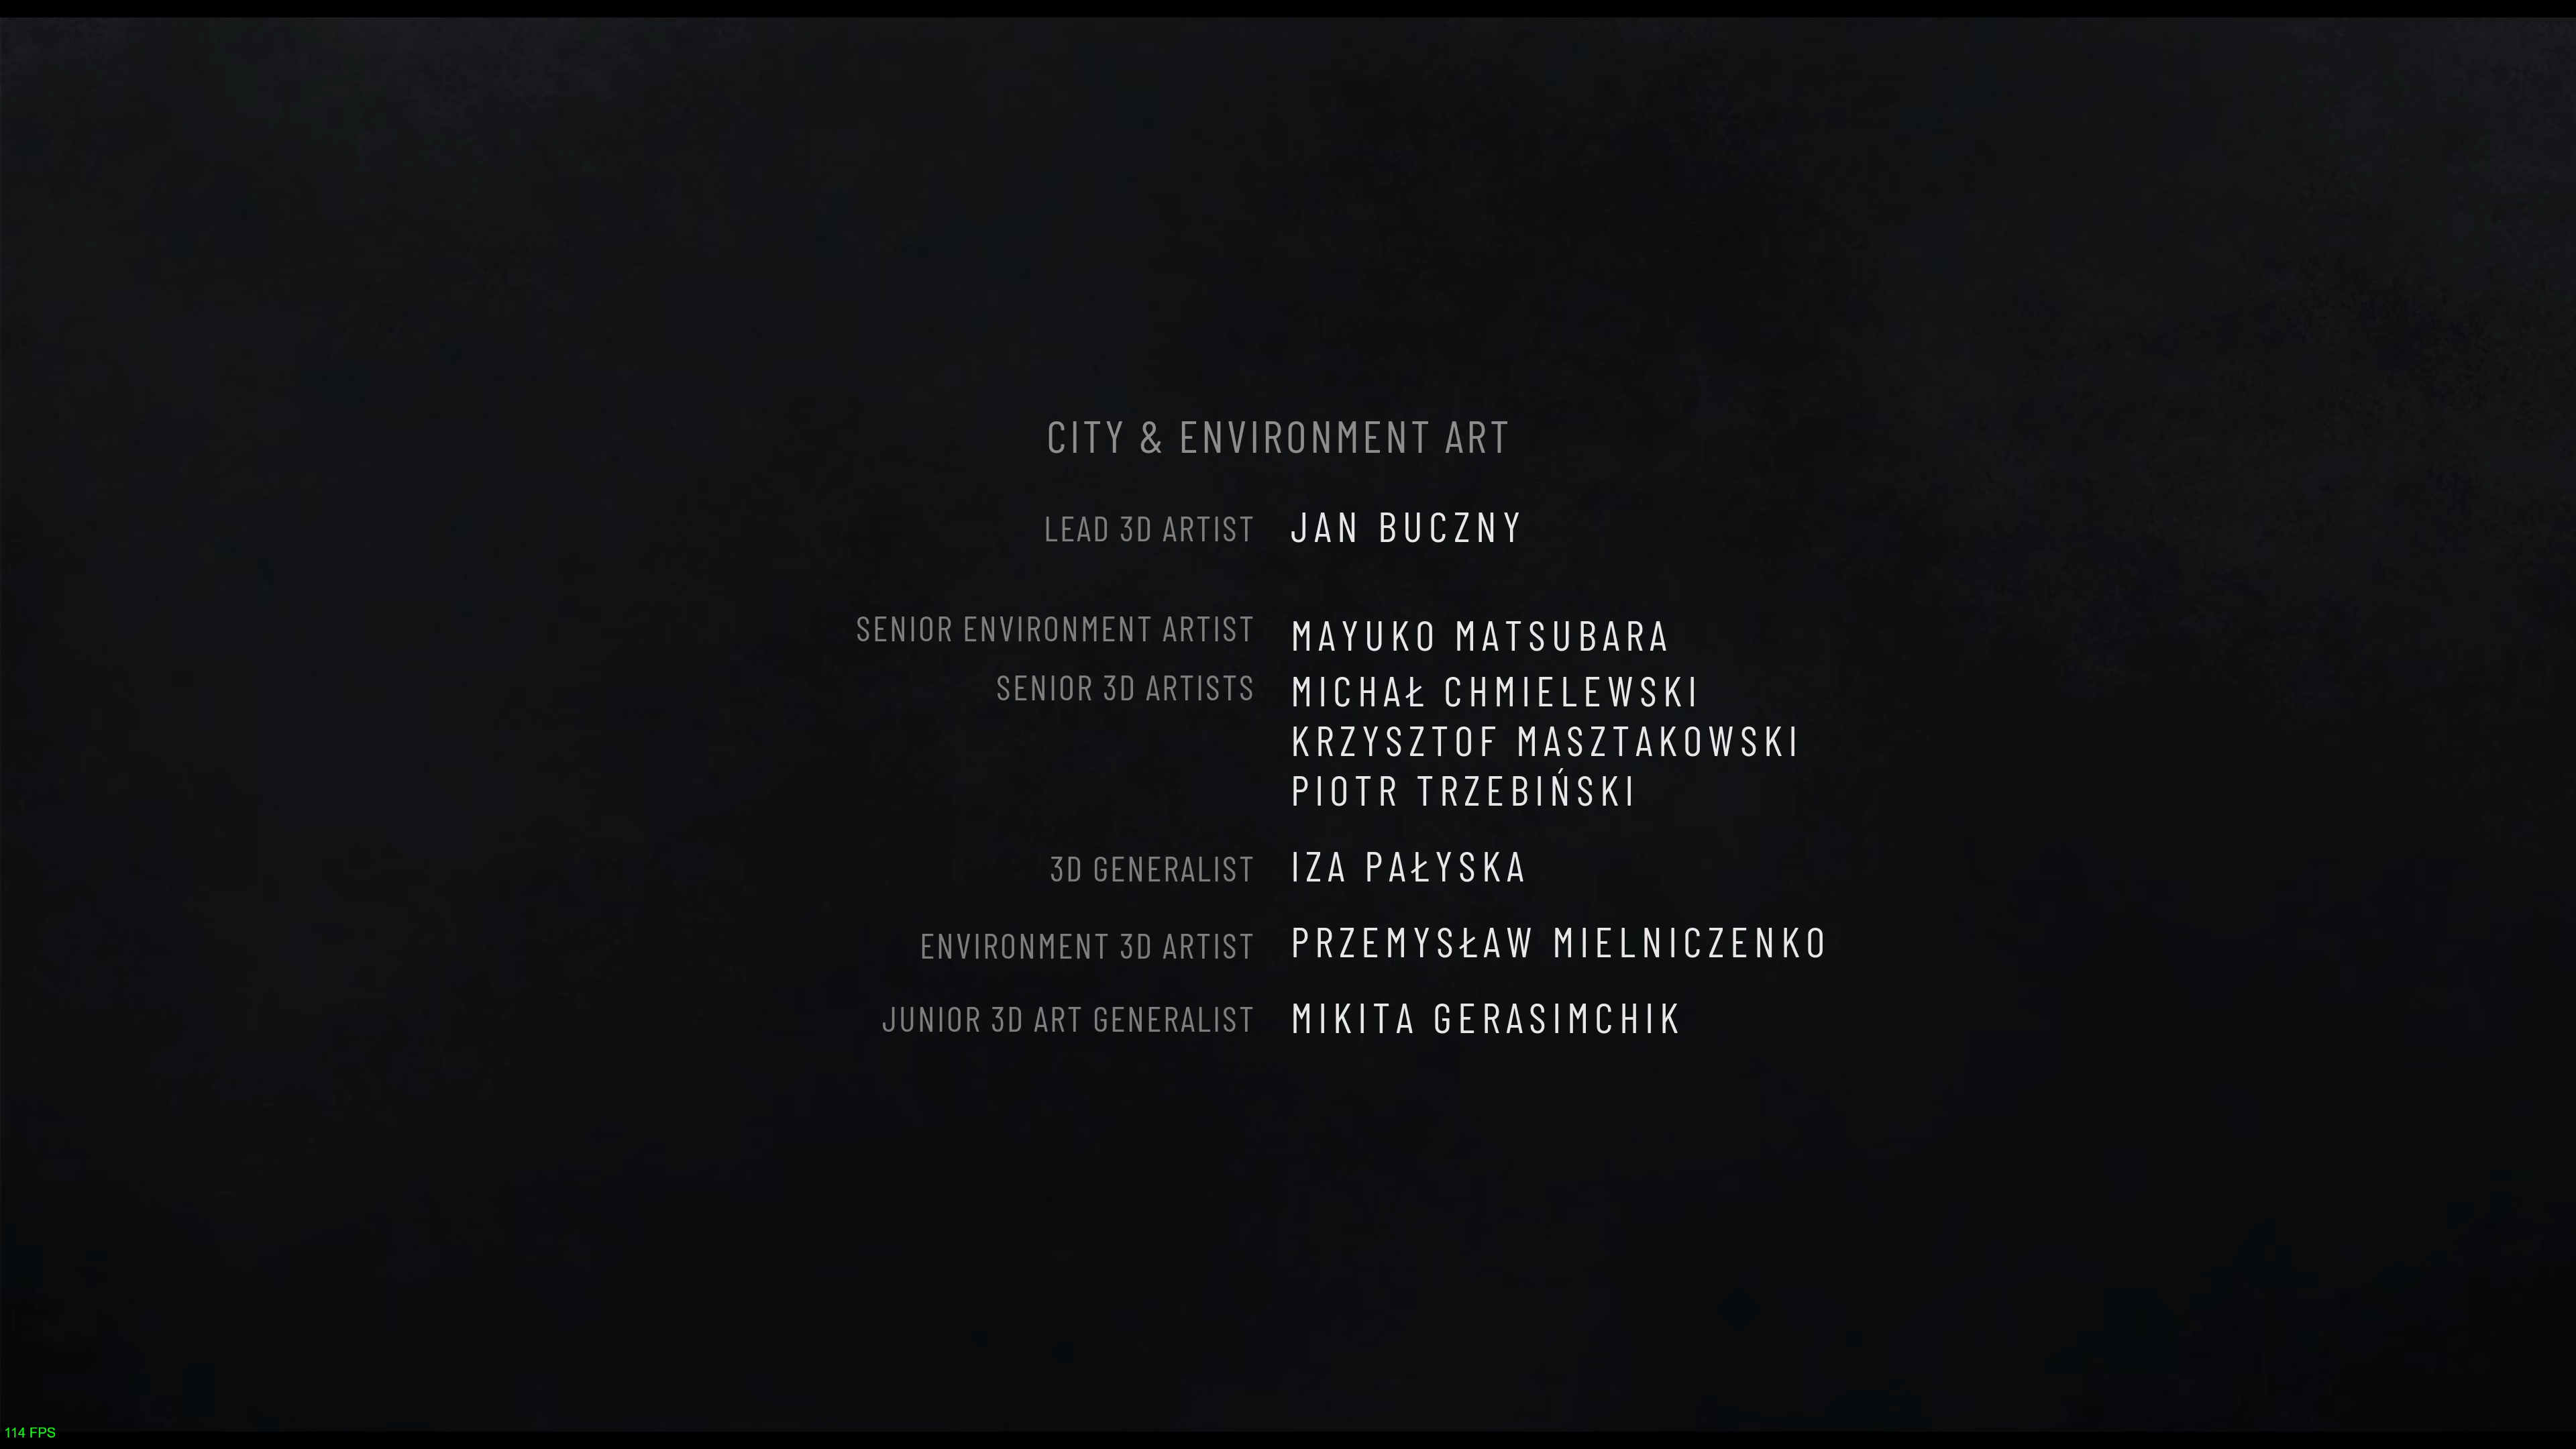 CITY & ENVIRONMENT ART
LEAD 3D ARTIST JAN BUCZNY
SENIOR ENVIRONMENT ARTIST MAYUKO MATSUBARA
SENIOR 3D ARTISTS MICHAŁ CHMIELEWSKI
KRZYSZTOF MASZTAKOWSKI
PIOTR TRZEBIŃSKI
3D GENERALIST IZA PAŁYSKA
ENVIRONMENT 3D ARTIST PRZEMYSŁAW MIELNICZENKO
JUNIOR 3D ART GENERALIST MIKITA GERASIMCHIK
114 FPS